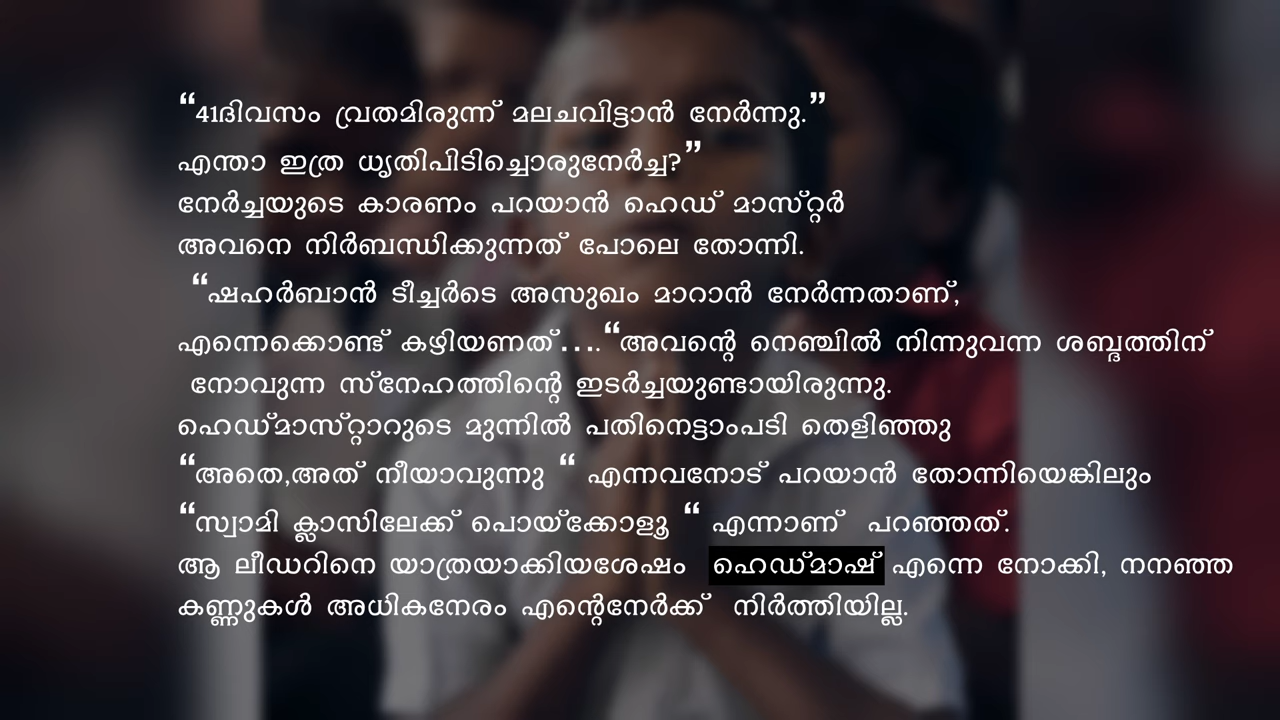 “41ദിവസം വ്രതമിരുന്ന് മലചവിട്ടാൻ നേർന്നു.”
എന്താ ഇത്ര ധൃതിപിടിച്ചൊരുനേർച്ച?”
നേർച്ചയുടെ കാരണം പറയാൻ ഹെഡ് മാസ്റ്റർ
അവനെ നിർബന്ധിക്കുന്നത് പോലെ തോന്നി.
“ഷഹർബാൻ ടീച്ചർടെ അസുഖം മാറാൻ നേർന്നതാണ്,
എന്നെക്കൊണ്ട് കഴിയണത്....“അവന്റെ നെഞ്ചിൽ നിന്നുവന്ന ശബ്ദത്തിന്
നോവുന്ന സ്നേഹത്തിന്റെ ഇടർച്ചയുണ്ടായിരുന്നു.
ഹെഡ്മാസ്റ്റാറുടെ മുന്നിൽ പതിനെട്ടാംപടി തെളിഞ്ഞു
“അതെ,അത് നീയാവുന്നു “ എന്നവനോട് പറയാൻ തോന്നിയെങ്കിലും
“സ്വാമി ക്ലാസിലേക്ക് പൊയ്ക്കോളൂ “ എന്നാണ് പറഞ്ഞത്.
ആ ലീഡറിനെ യാത്രയാക്കിയശേഷം ഹെഡ്മാഷ് എന്നെ നോക്കി, നനഞ്ഞ
കണ്ണുകൾ അധികനേരം എന്റെനേർക്ക് നിർത്തിയില്ല.